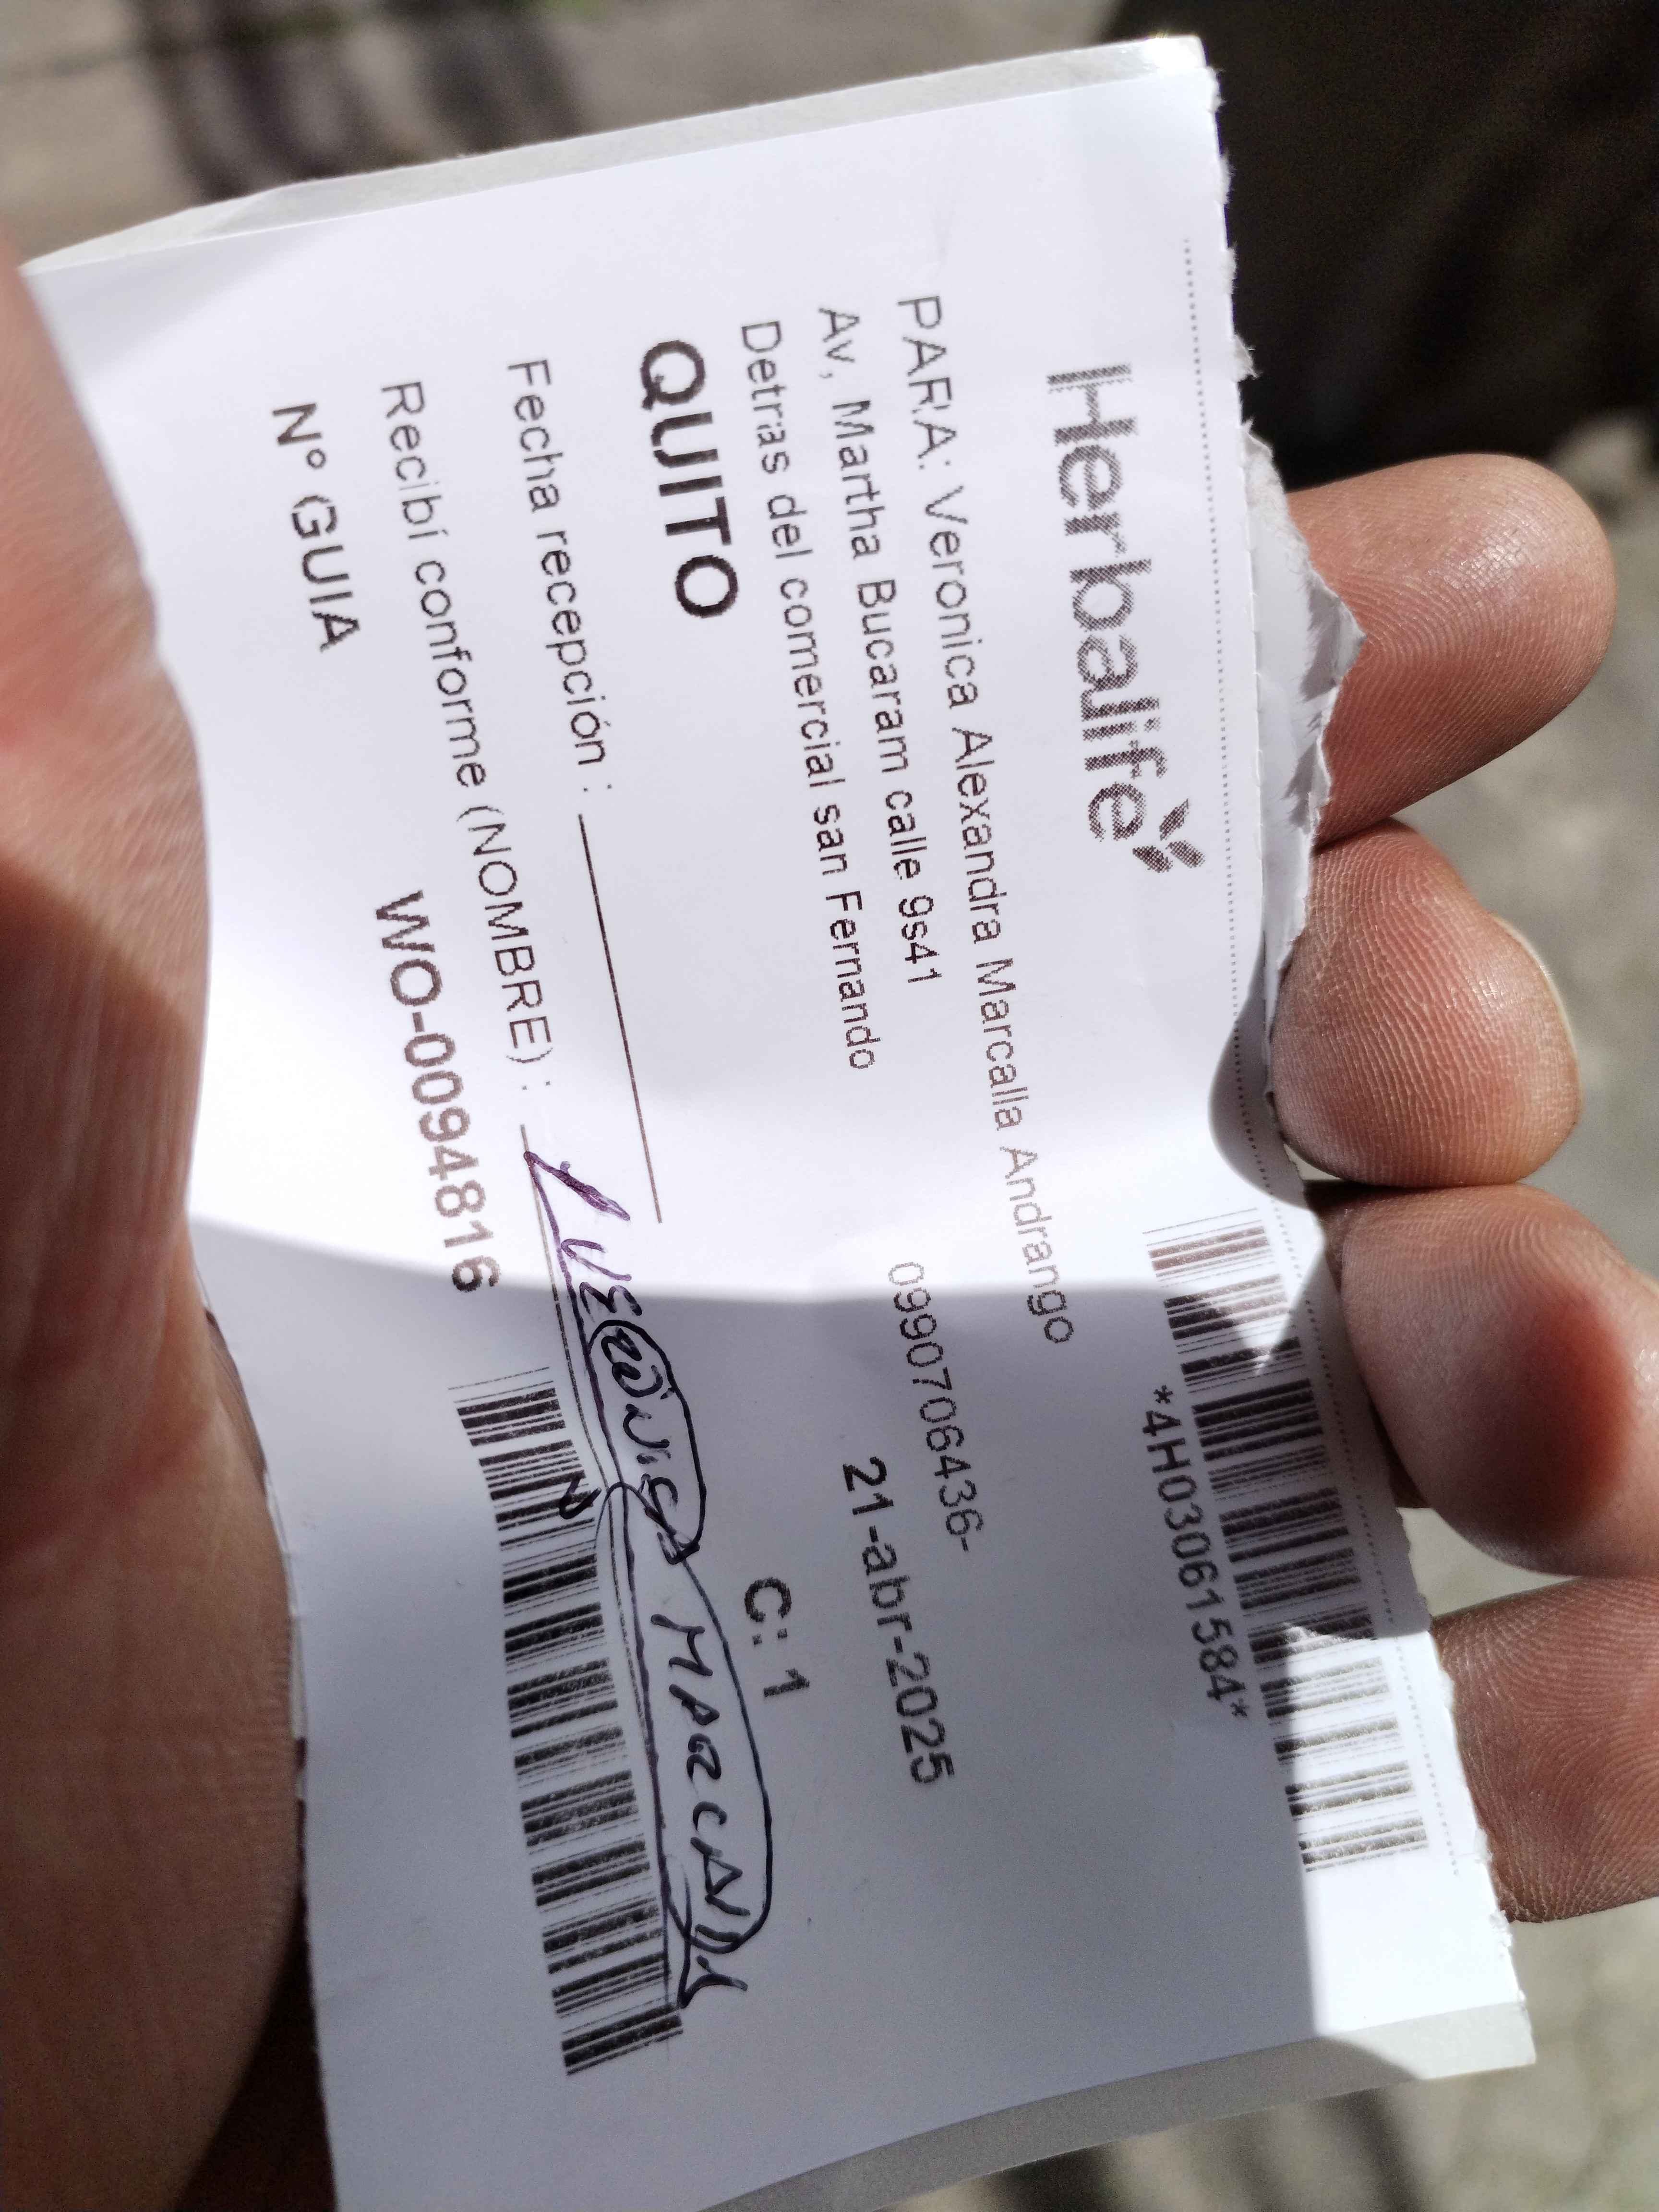 Herbalife
*4H03061584*
PARA: Veronica Alexandra Marcalla Andrango
Av, Martha Bucaram calle 9s41
0990706436-
Detras del comercial san Fernando
21-abr-2025
QUITO
C: 1
Fecha recepción :
Recibí conforme (NOMBRE) : MARCALLA
Nº GUIA WO-0094816